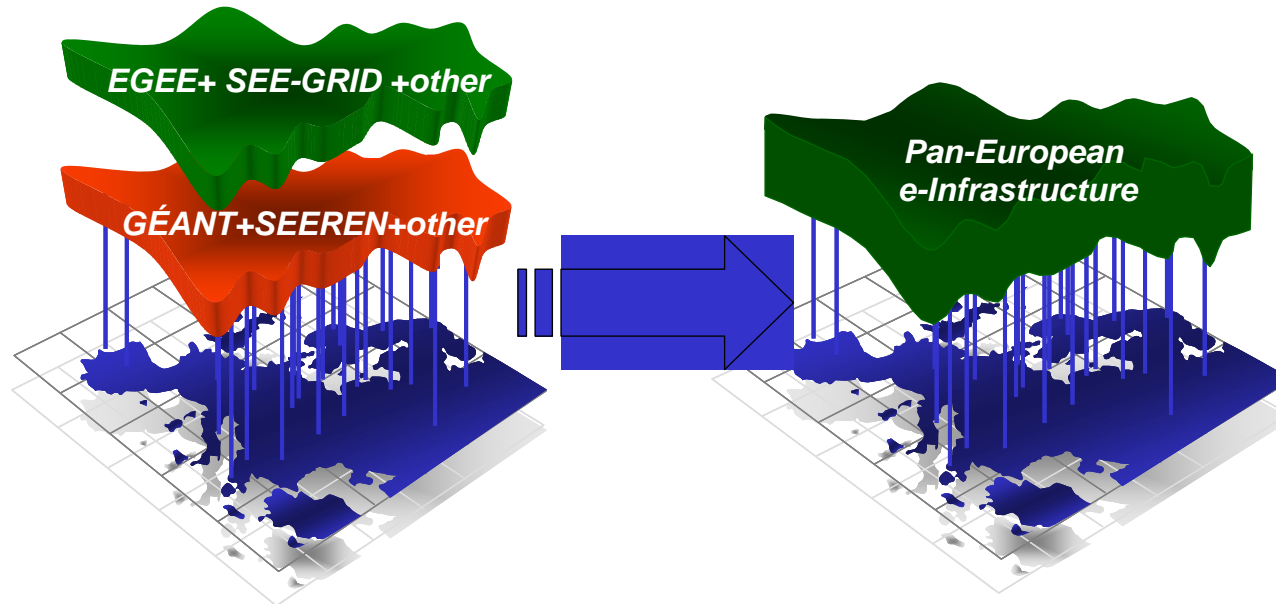 EGEE+ SEE-GRID +other
GÉANT+SEEREN+other
Pan-European
e-Infrastructure